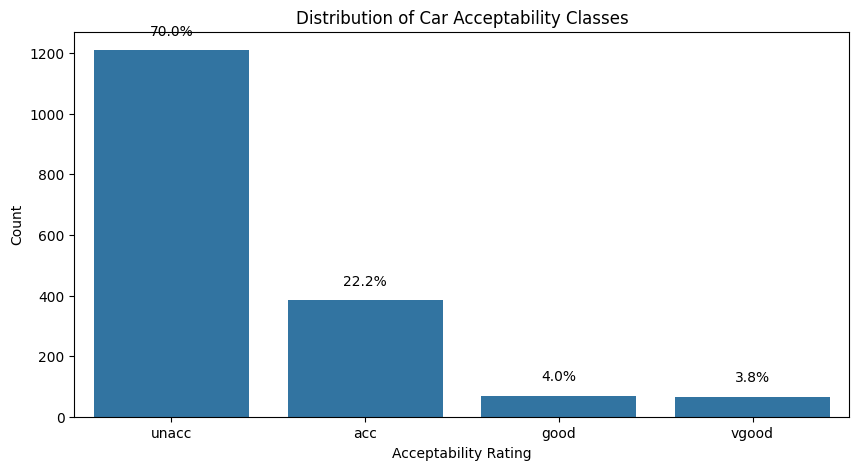 Distribution of Car Acceptability Classes
70.0%
1200
1000
800
600
400
200
0
22.2%
4.0%
3.8%
Count
unacc acc good vgood
Acceptability Rating